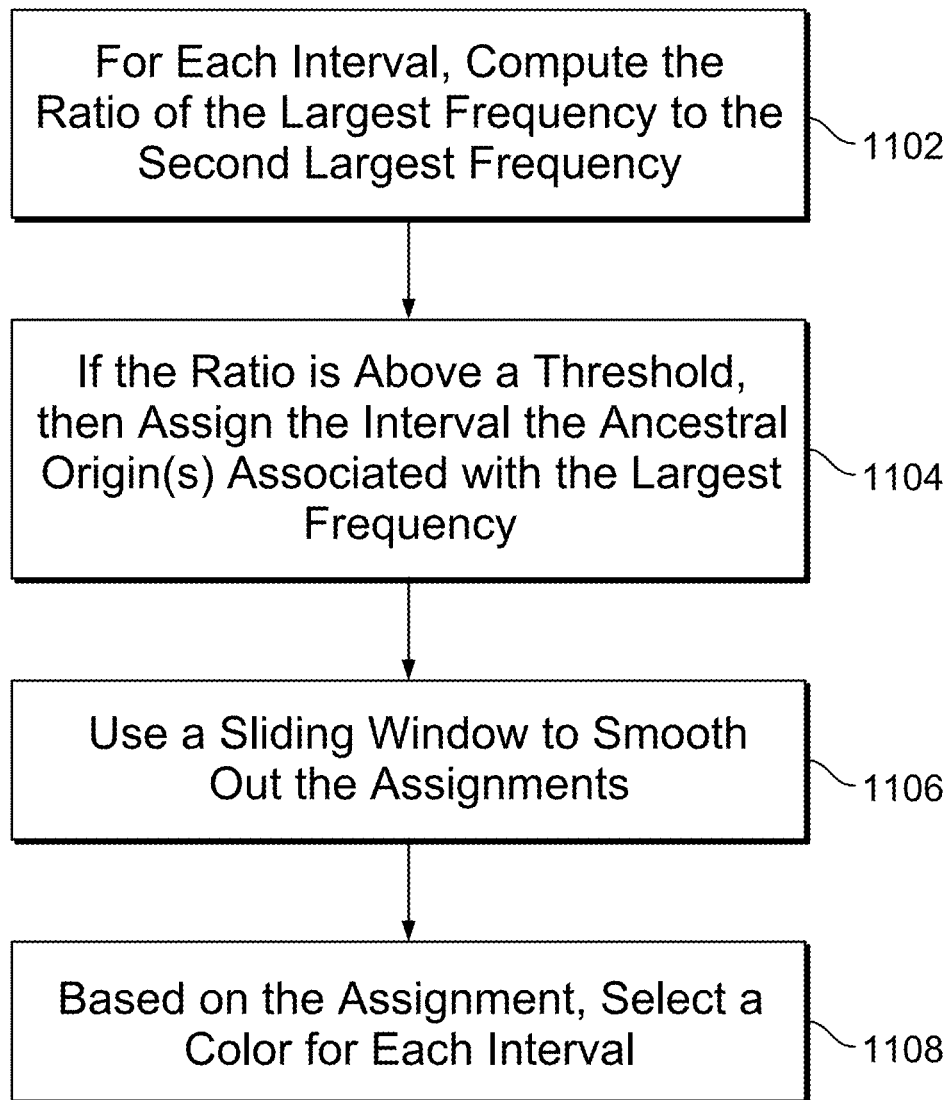 For Each Interval, Compute the
Ratio of the Largest Frequency to the
Second Largest Frequency
1102
If the Ratio is Above a Threshold,
then Assign the Interval the Ancestral
Origin(s) Associated with the Largest
Frequency
1104
Use a Sliding Window to Smooth
Out the Assignments
1106
Based on the Assignment, Select a
Color for Each Interval
1108